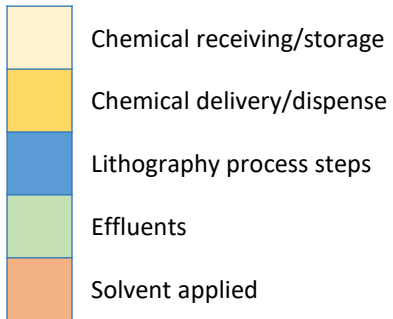 Chemical receiving/storage
Chemical delivery/dispense
Lithography process steps
Effluents
Solvent applied